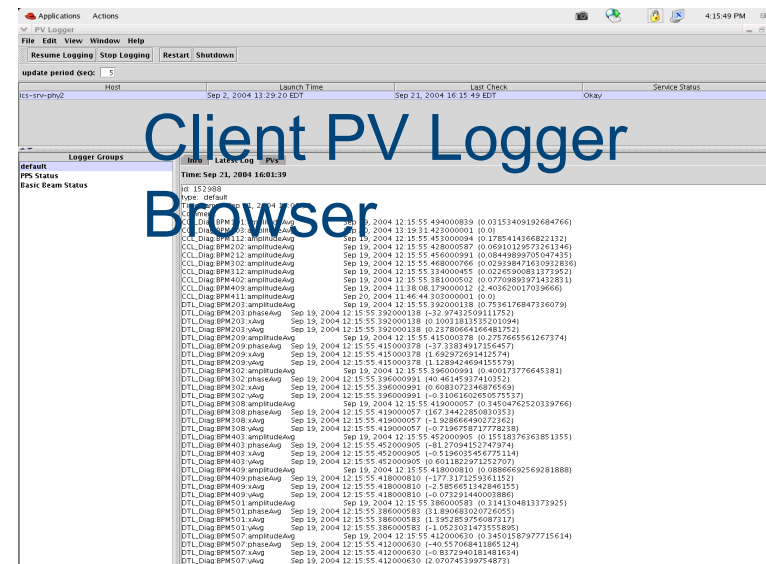 Applications Actions 4:15:49 PM
PV Logger
File Edit View Window Help
Resume Logging Stop Logging Restart Shutdown
update period (sec): 5
Host Launch Time Last Check Service Status
ics-srv-phy2 Sep 2, 2004 13:29:20 EDT Sep 21, 2004 16:15:49 EDT Okay
Client PV Logger
Browser
Logger Groups
default
PPS Status
Basic Beam Status
Info Latest Log PVs
Time: Sep 21, 2004 16:01:39
id: 152988
type: default
CCL_Diag:BPM112:amplitudeAvg Sep 19, 2004 12:15:55.453000094 (0.1785414366822132)
CCL_Diag:BPM202:amplitudeAvg Sep 19, 2004 12:15:55.428000587 (0.06910129573261346)
CCL_Diag:BPM212:amplitudeAvg Sep 19, 2004 12:15:55.456000991 (0.08449899705047435)
CCL_Diag:BPM302:amplitudeAvg Sep 19, 2004 12:15:55.468000766 (0.029398471630932836)
CCL_Diag:BPM312:amplitudeAvg Sep 19, 2004 12:15:55.334000455 (0.02265900831373952)
CCL_Diag:BPM402:amplitudeAvg Sep 19, 2004 12:15:55.381000502 (0.07709893971432831)
CCL_Diag:BPM409:amplitudeAvg Sep 19, 2004 11:38:08.179000012 (2.403620017039666)
CCL_Diag:BPM411:amplitudeAvg Sep 20, 2004 11:46:44.303000001 (0.0)
DTL_Diag:BPM203:amplitudeAvg Sep 19, 2004 12:15:55.392000138 (0.7536176847336079)
DTL_Diag:BPM203:phaseAvg Sep 19, 2004 12:15:55.392000138 (-32.97432509111752)
DTL_Diag:BPM203:xAvg Sep 19, 2004 12:15:55.392000138 (0.10031813535201094)
DTL_Diag:BPM203:yAvg Sep 19, 2004 12:15:55.392000138 (0.23780664166481752)
DTL_Diag:BPM209:amplitudeAvg Sep 19, 2004 12:15:55.415000378 (0.2757665561267374)
DTL_Diag:BPM209:phaseAvg Sep 19, 2004 12:15:55.415000378 (-37.33834917156457)
DTL_Diag:BPM209:xAvg Sep 19, 2004 12:15:55.415000378 (1.692972691412574)
DTL_Diag:BPM209:yAvg Sep 19, 2004 12:15:55.415000378 (1.1289424694155579)
DTL_Diag:BPM302:amplitudeAvg Sep 19, 2004 12:15:55.396000991 (0.400173776645381)
DTL_Diag:BPM302:phaseAvg Sep 19, 2004 12:15:55.396000991 (40.46145937410352)
DTL_Diag:BPM302:xAvg Sep 19, 2004 12:15:55.396000991 (0.6083072346876569)
DTL_Diag:BPM302:yAvg Sep 19, 2004 12:15:55.396000991 (-0.31061602650575537)
DTL_Diag:BPM308:amplitudeAvg Sep 19, 2004 12:15:55.419000057 (0.34504762520339766)
DTL_Diag:BPM308:phaseAvg Sep 19, 2004 12:15:55.419000057 (167.34422850830353)
DTL_Diag:BPM308:xAvg Sep 19, 2004 12:15:55.419000057 (-1.928666490272362)
DTL_Diag:BPM308:yAvg Sep 19, 2004 12:15:55.419000057 (-0.7196758717778238)
DTL_Diag:BPM403:amplitudeAvg Sep 19, 2004 12:15:55.452000905 (0.15518376363851355)
DTL_Diag:BPM403:phaseAvg Sep 19, 2004 12:15:55.452000905 (-81.27094152747974)
DTL_Diag:BPM403:xAvg Sep 19, 2004 12:15:55.452000905 (-0.5196035456775114)
DTL_Diag:BPM403:yAvg Sep 19, 2004 12:15:55.452000905 (0.6011822971252707)
DTL_Diag:BPM409:amplitudeAvg Sep 19, 2004 12:15:55.418000810 (0.08866692569281888)
DTL_Diag:BPM409:phaseAvg Sep 19, 2004 12:15:55.418000810 (-177.3171259361152)
DTL_Diag:BPM409:xAvg Sep 19, 2004 12:15:55.418000810 (-2.5856651342846155)
DTL_Diag:BPM409:yAvg Sep 19, 2004 12:15:55.418000810 (-0.073291440003886)
DTL_Diag:BPM501:amplitudeAvg Sep 19, 2004 12:15:55.386000583 (0.3141304813373925)
DTL_Diag:BPM501:phaseAvg Sep 19, 2004 12:15:55.386000583 (31.890683020726055)
DTL_Diag:BPM501:xAvg Sep 19, 2004 12:15:55.386000583 (1.3952859756087317)
DTL_Diag:BPM501:yAvg Sep 19, 2004 12:15:55.386000583 (-1.0523031473555895)
DTL_Diag:BPM507:amplitudeAvg Sep 19, 2004 12:15:55.412000630 (0.34501587977715614)
DTL_Diag:BPM507:phaseAvg Sep 19, 2004 12:15:55.412000630 (-40.557068411865124)
DTL_Diag:BPM507:xAvg Sep 19, 2004 12:15:55.412000630 (-0.8372940181481634)
DTL_Diag:BPM507:yAvg Sep 19, 2004 12:15:55.412000630 (2.070745399754873)